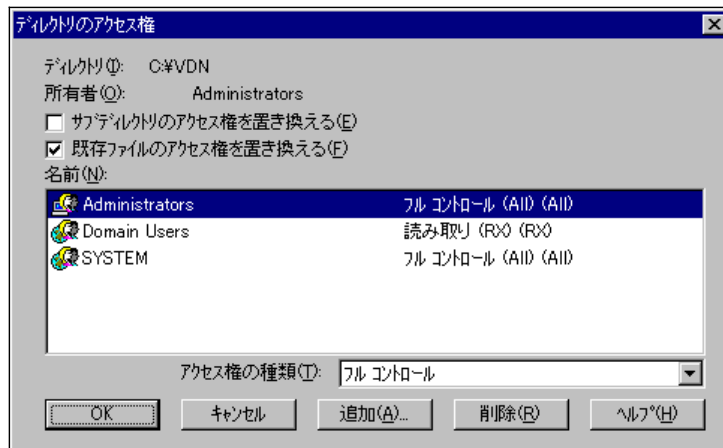 ﾃﾞｨﾚｸﾄﾘのｱｸｾｽ権
ﾃﾞｨﾚｸﾄﾘ(I): C:¥VDN
所有者(O): Administrators
ｻﾌﾞﾃﾞｨﾚｸﾄﾘのｱｸｾｽ権を置き換える(E)
既存ﾌｧｲﾙのｱｸｾｽ権を置き換える(F)
名前(N):
Administrators ﾌﾙ ｺﾝﾄﾛｰﾙ (All) (All)
Domain Users 読み取り (RX) (RX)
SYSTEM ﾌﾙ ｺﾝﾄﾛｰﾙ (All) (All)
ｱｸｾｽ権の種類(T): ﾌﾙ ｺﾝﾄﾛｰﾙ
OK ｷｬﾝｾﾙ 追加(A)... 削除(R) ﾍﾙﾌﾟ(H)